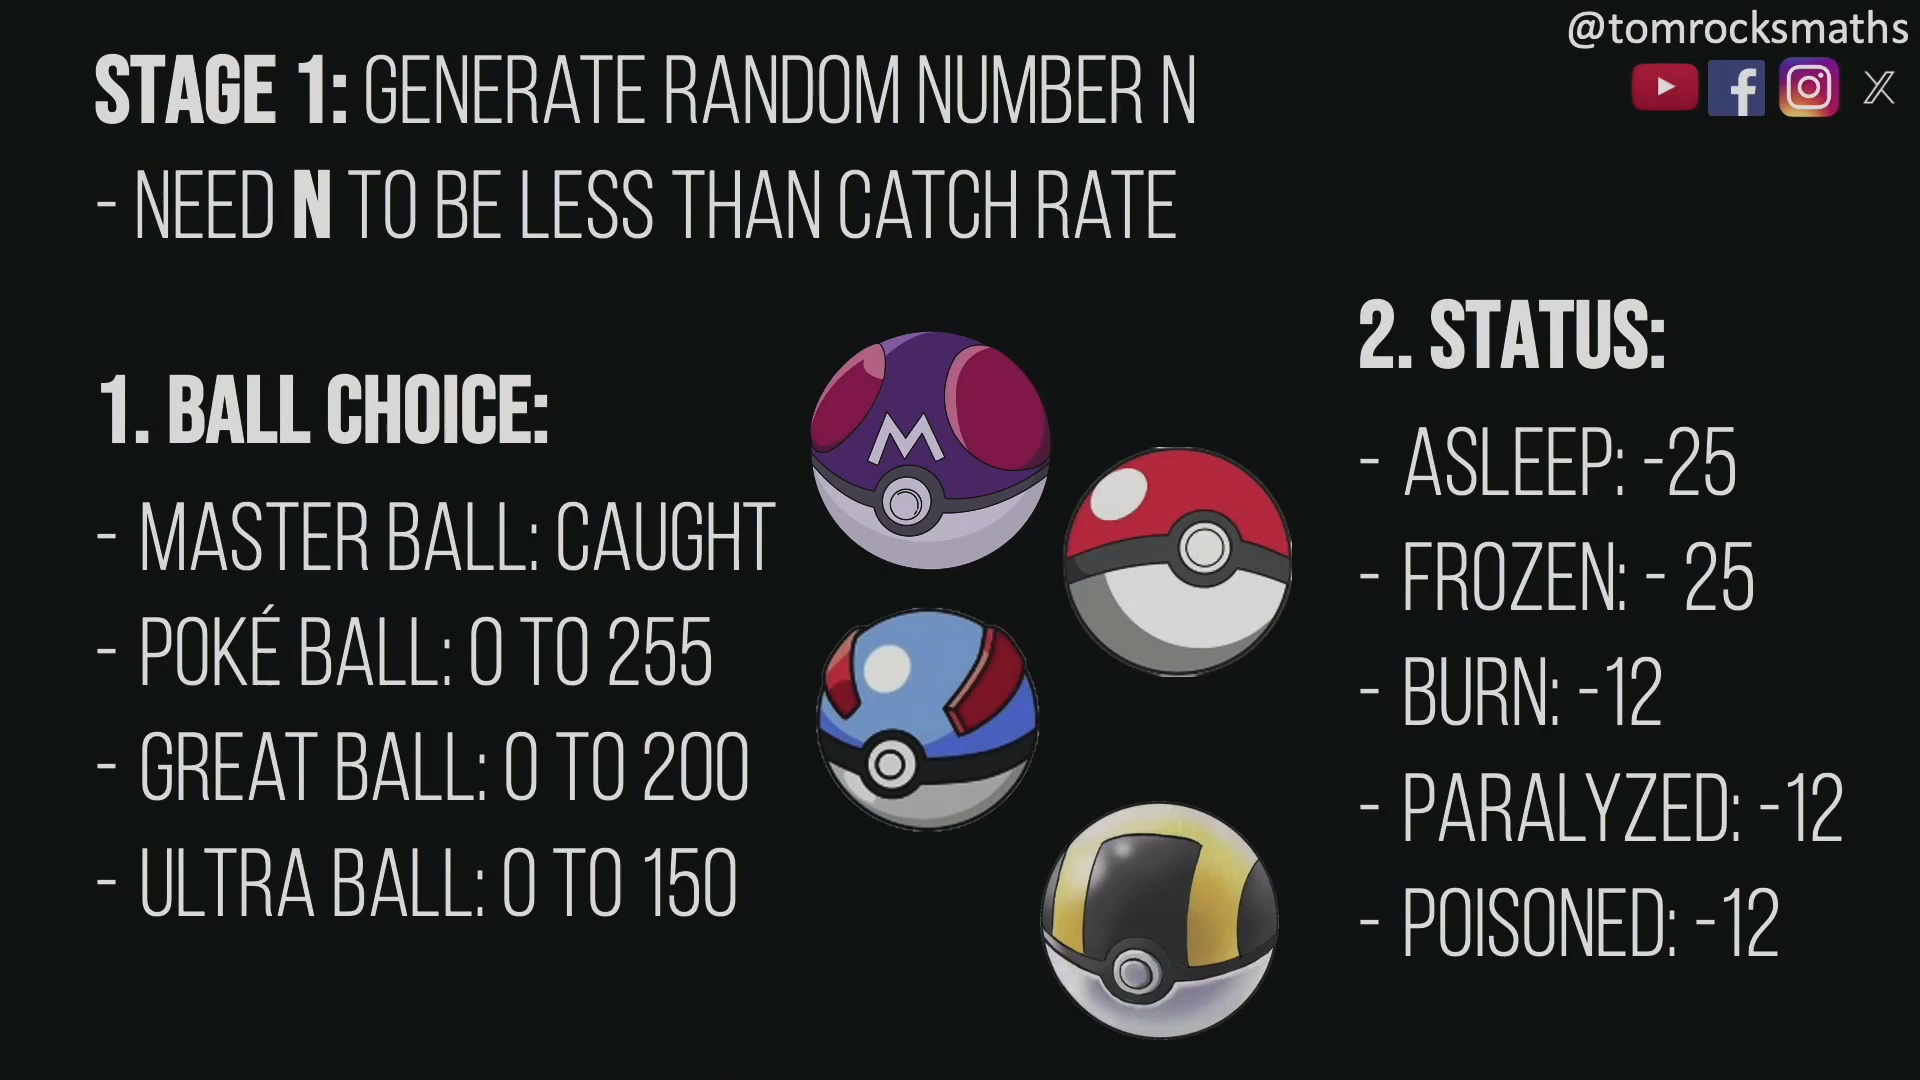 @tomrocksmaths
STAGE 1: GENERATE RANDOM NUMBER N
- NEED N TO BE LESS THAN CATCH RATE
1. BALL CHOICE:
- MASTER BALL: CAUGHT
- POKÉ BALL: 0 TO 255
- GREAT BALL: 0 TO 200
- ULTRA BALL: 0 TO 150
M
2. STATUS:
- ASLEEP: -25
- FROZEN: - 25
- BURN: -12
- PARALYZED: -12
- POISONED: -12